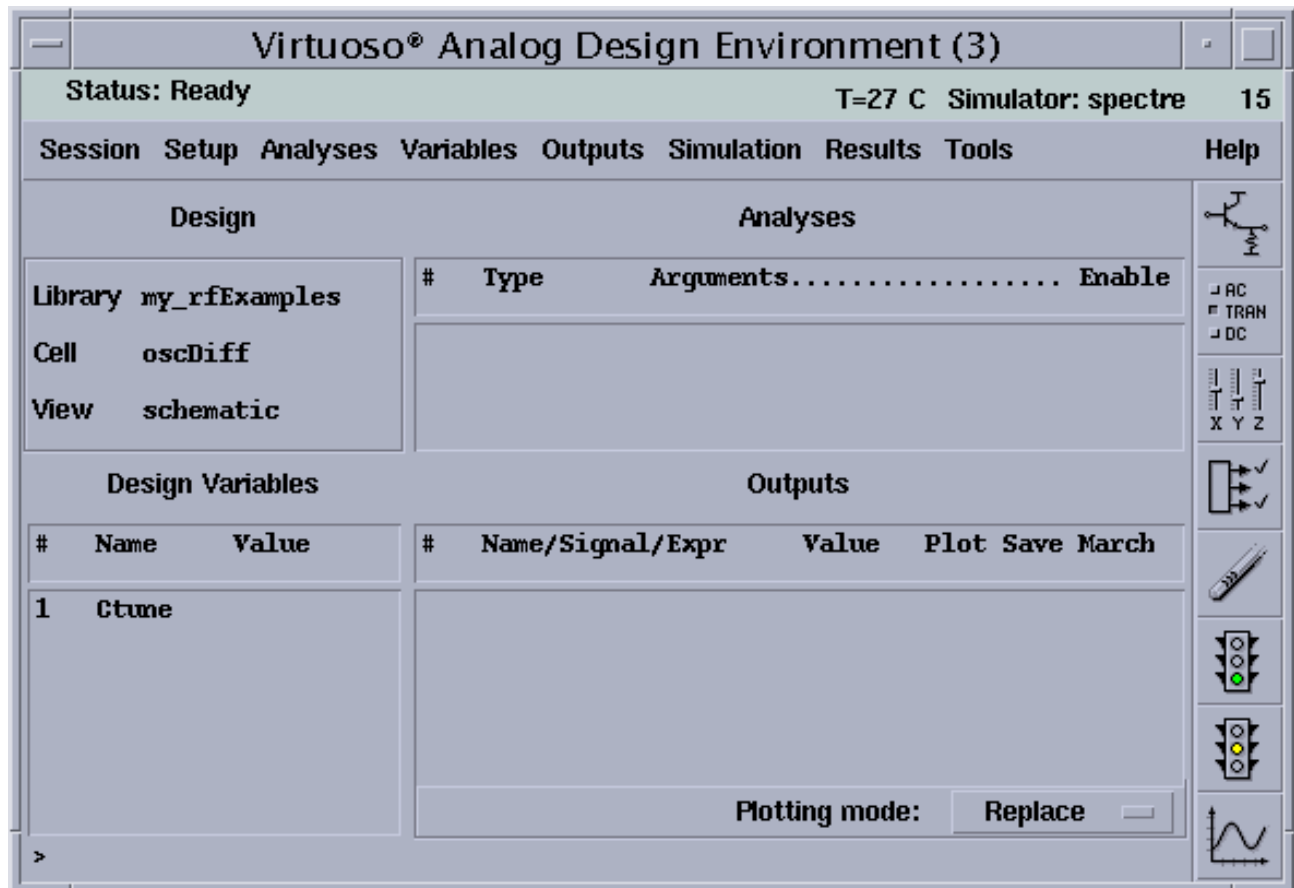 Virtuoso® Analog Design Environment (3)
Status: Ready T=27 C Simulator: spectre 15
Session Setup Analyses Variables Outputs Simulation Results Tools Help
Design
Analyses
Library my_rfExamples
Cell oscDiff
View schematic
# Type Arguments.................. Enable
Design Variables
Outputs
# Name Value
1 Ctune
# Name/Signal/Expr Value Plot Save March
Plotting mode: Replace
>
AC
TRAN
DC
X Y Z